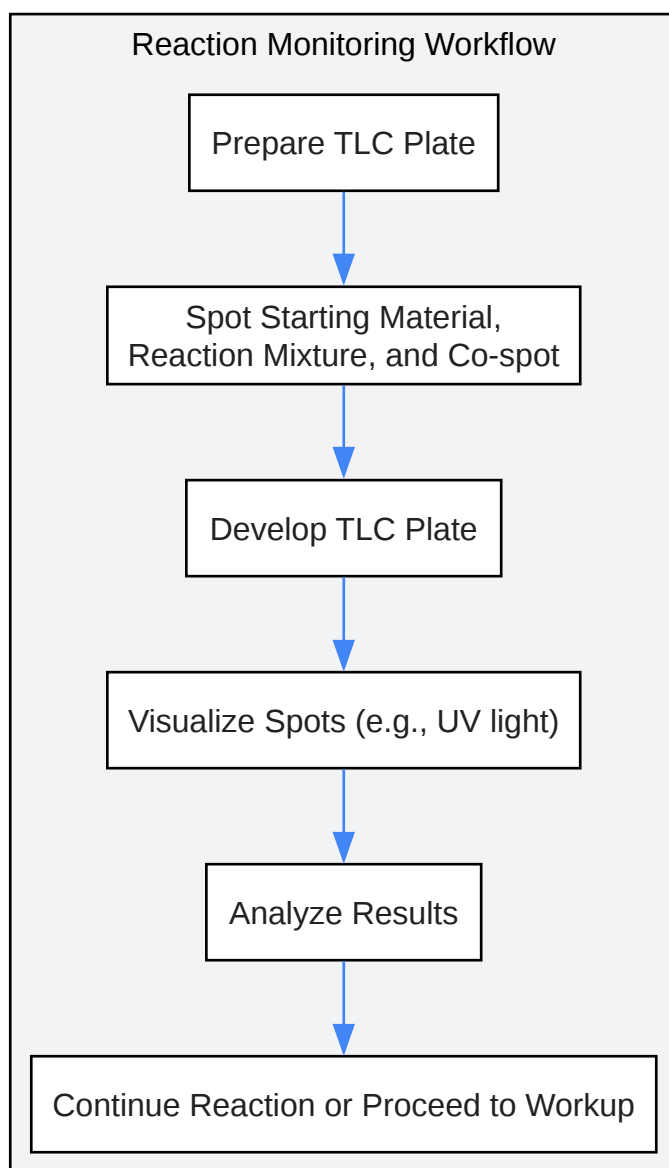 Reaction Monitoring Workflow
Prepare TLC Plate
Spot Starting Material,
Reaction Mixture, and Co-spot
Develop TLC Plate
Visualize Spots (e.g., UV light)
Analyze Results
Continue Reaction or Proceed to Workup